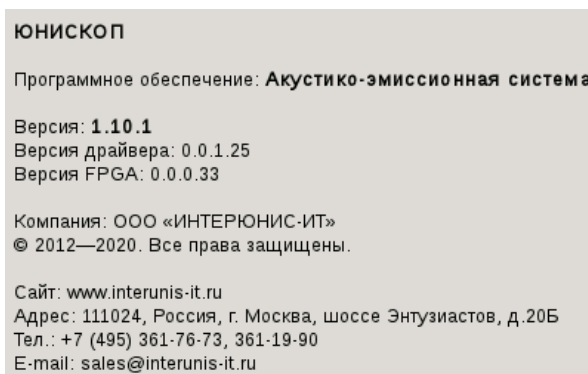 ЮНИСКОП
Программное обеспечение: Акустико-эмиссионная система
Версия: 1.10.1
Версия драйвера: 0.0.1.25
Версия FPGA: 0.0.0.33
Компания: ООО «ИНТЕРЮНИС-ИТ»
© 2012—2020. Все права защищены.
Сайт: www.interunis-it.ru
Адрес: 111024, Россия, г. Москва, шоссе Энтузиастов, д.20Б
Тел.: +7 (495) 361-76-73, 361-19-90
E-mail: sales@interunis-it.ru